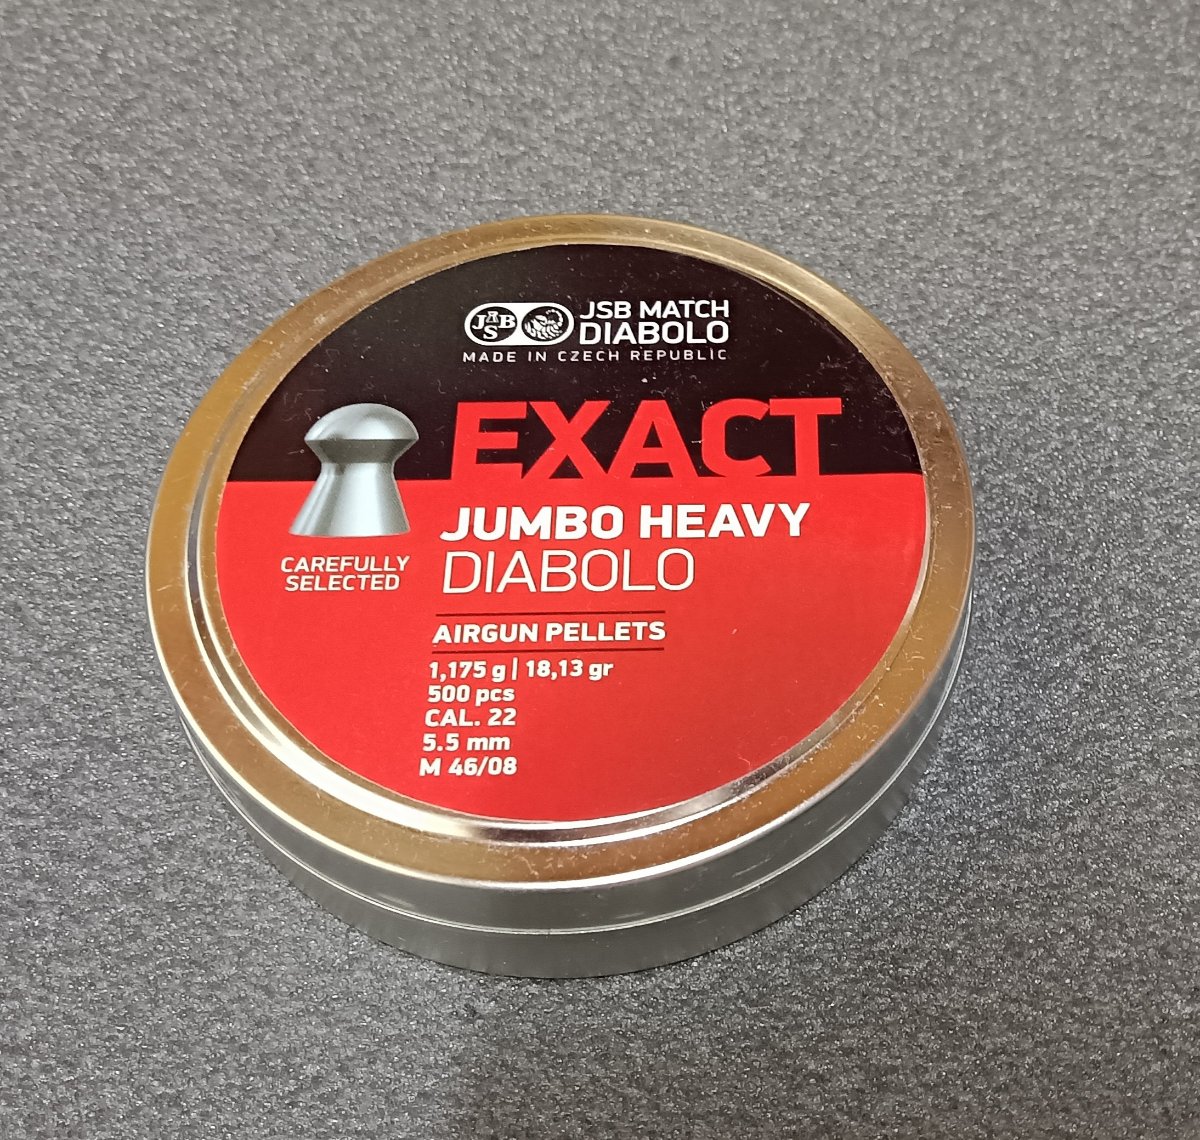 JSB
JSB MATCH
DIABOLO
MADE IN CZECH REPUBLIC
EXACT
JUMBO HEAVY
DIABOLO
CAREFULLY
SELECTED
AIRGUN PELLETS
1,175 g | 18,13 gr
500 pcs
CAL. 22
5.5 mm
M 46/08